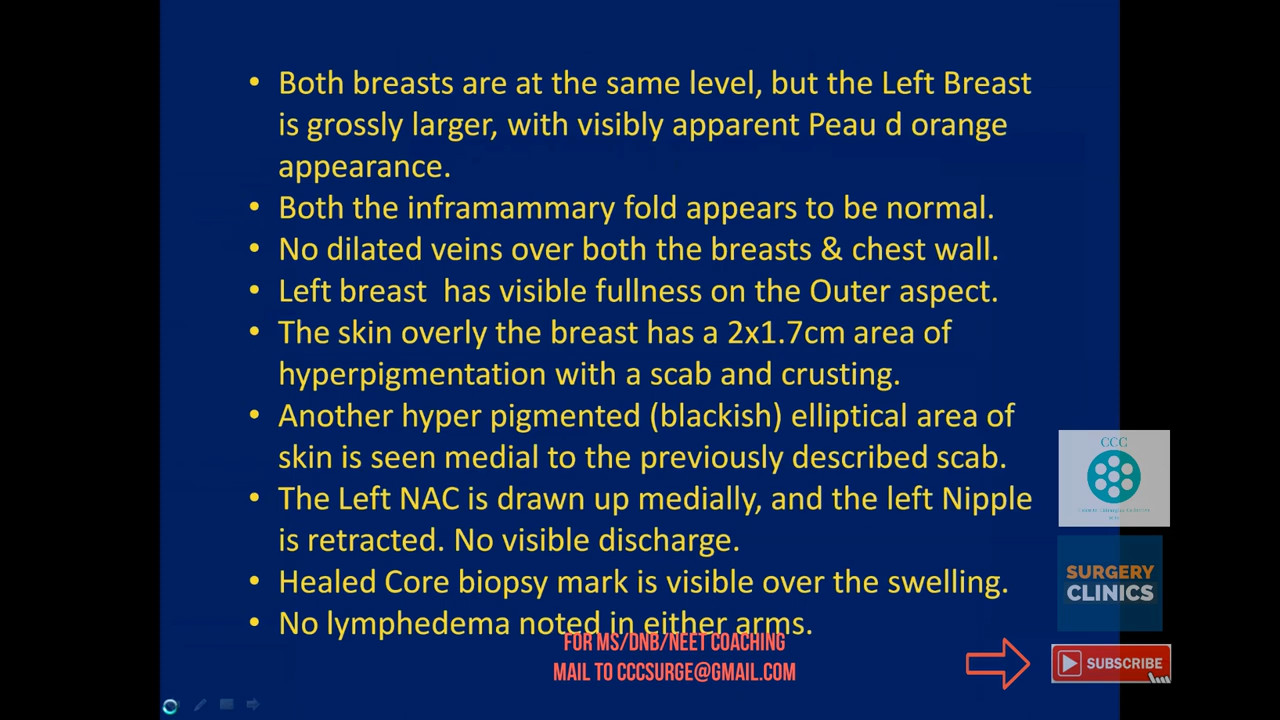 • Both breasts are at the same level, but the Left Breast
is grossly larger, with visibly apparent Peau d orange
appearance.
• Both the inframammary fold appears to be normal.
• No dilated veins over both the breasts & chest wall.
• Left breast  has visible fullness on the Outer aspect.
• The skin overly the breast has a 2x1.7cm area of
hyperpigmentation with a scab and crusting.
• Another hyper pigmented (blackish) elliptical area of
skin is seen medial to the previously described scab.
• The Left NAC is drawn up medially, and the left Nipple
is retracted. No visible discharge.
• Healed Core biopsy mark is visible over the swelling.
• No lymphedema noted in either arms.
FOR MS/DNB/NEET COACHING
MAIL TO CCCSURGE@GMAIL.COM
CCC
SURGERY
CLINICS
SUBSCRIBE